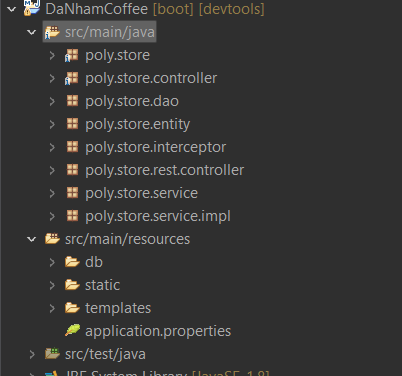 DaNhamCoffee [boot] [devtools]
src/main/java
poly.store
poly.store.controller
poly.store.dao
poly.store.entity
poly.store.interceptor
poly.store.rest.controller
poly.store.service
poly.store.service.impl
src/main/resources
db
static
templates
application.properties
src/test/java
JRE System Library [JavaSE-1.8]